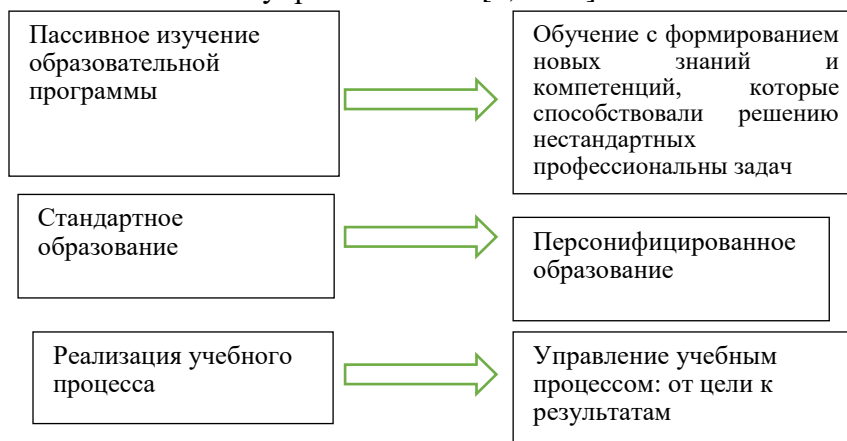 Пассивное изучение
образовательной
программы
Обучение с формированием
новых знаний и
компетенций, которые
способствовали решению
нестандартных
профессиональны задач
Стандартное
образование
Персонифицированное
образование
Реализация учебного
процесса
Управление учебным
процессом: от цели к
результатам